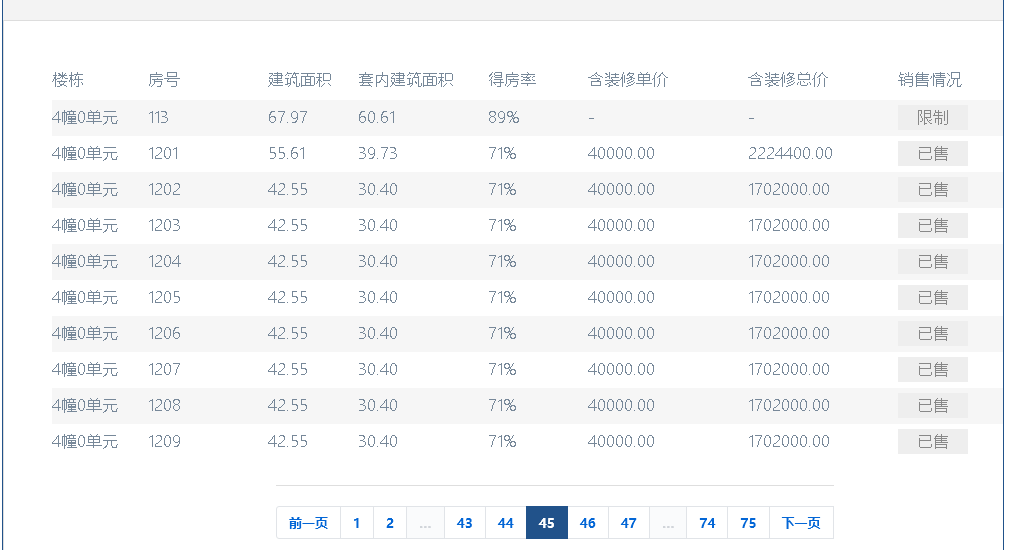 楼栋 房号 建筑面积 套内建筑面积 得房率 含装修单价 含装修总价 销售情况
4幢0单元 113 67.97 60.61 89% - - 限制
4幢0单元 1201 55.61 39.73 71% 40000.00 2224400.00 已售
4幢0单元 1202 42.55 30.40 71% 40000.00 1702000.00 已售
4幢0单元 1203 42.55 30.40 71% 40000.00 1702000.00 已售
4幢0单元 1204 42.55 30.40 71% 40000.00 1702000.00 已售
4幢0单元 1205 42.55 30.40 71% 40000.00 1702000.00 已售
4幢0单元 1206 42.55 30.40 71% 40000.00 1702000.00 已售
4幢0单元 1207 42.55 30.40 71% 40000.00 1702000.00 已售
4幢0单元 1208 42.55 30.40 71% 40000.00 1702000.00 已售
4幢0单元 1209 42.55 30.40 71% 40000.00 1702000.00 已售
前一页 1 2 ... 43 44 45 46 47 ... 74 75 下一页